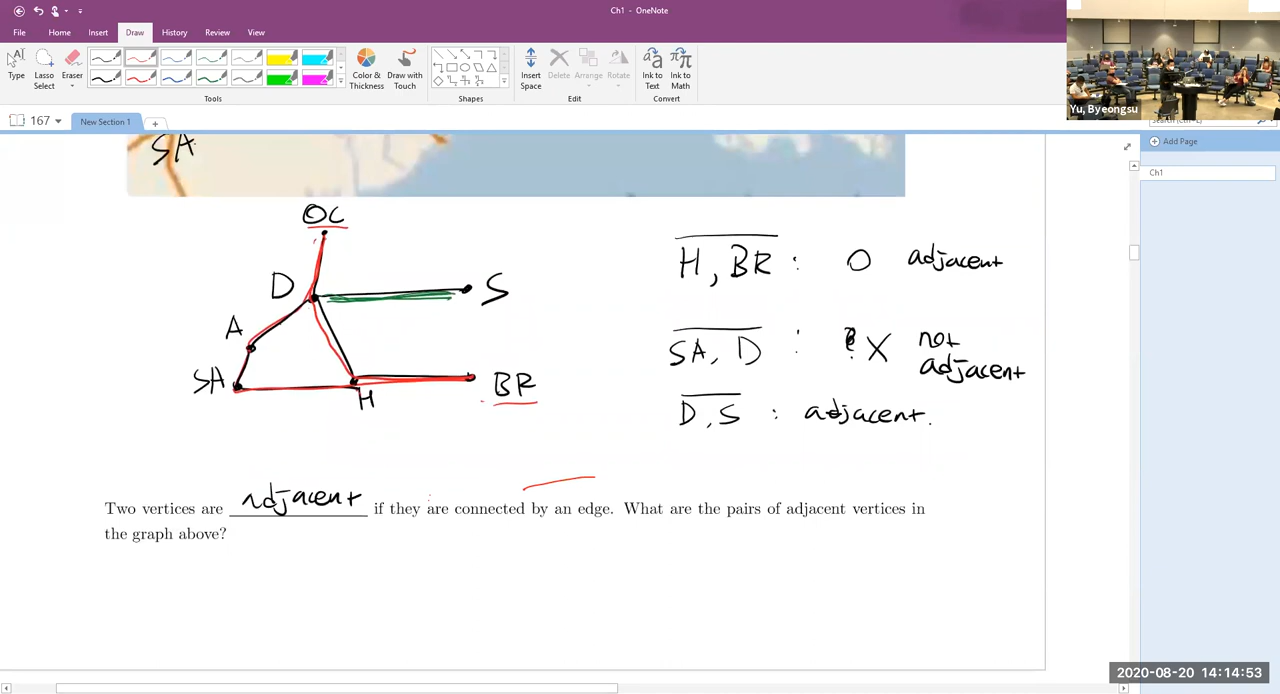 Ch1 - OneNote
File Home Insert Draw History Review View
Type
Lasso Select
Eraser
Color & Thickness
Draw with Touch
Insert Space
Delete
Arrange
Rotate
Ink to Text
Ink to Math
Tools
Shapes
Edit
Convert
Yu, Byeongsu
167
New Section 1
Add Page
Ch1
SA
OC
D
S
A
SA
H
BR
H, BR : O adjacent
SA, D : X not adjacent
D, S : adjacent.
Two vertices are adjacent if they are connected by an edge. What are the pairs of adjacent vertices in
the graph above?
2020-08-20 14:14:53